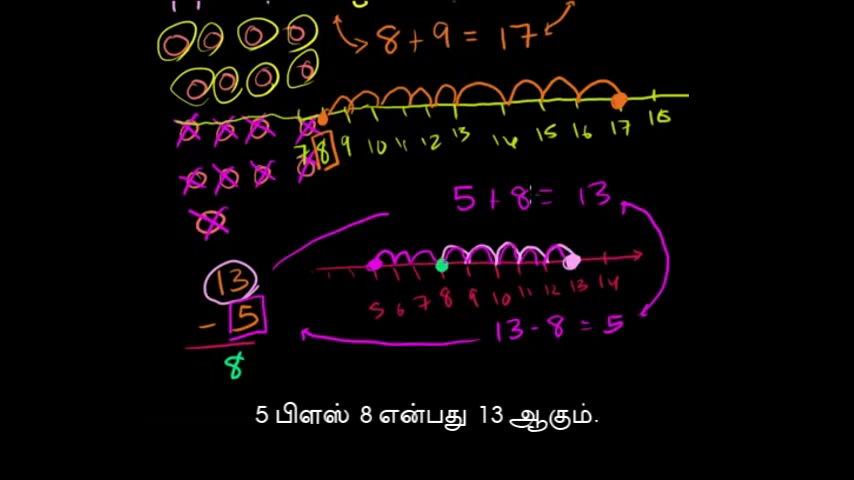 8 + 9 = 17
7 8 9 10 11 12 13 14 15 16 17 18
5 + 8 = 13
13
- 5
8
5 6 7 8 9 10 11 12 13 14
13 - 8 = 5
5 பிளஸ் 8 என்பது 13 ஆகும்.